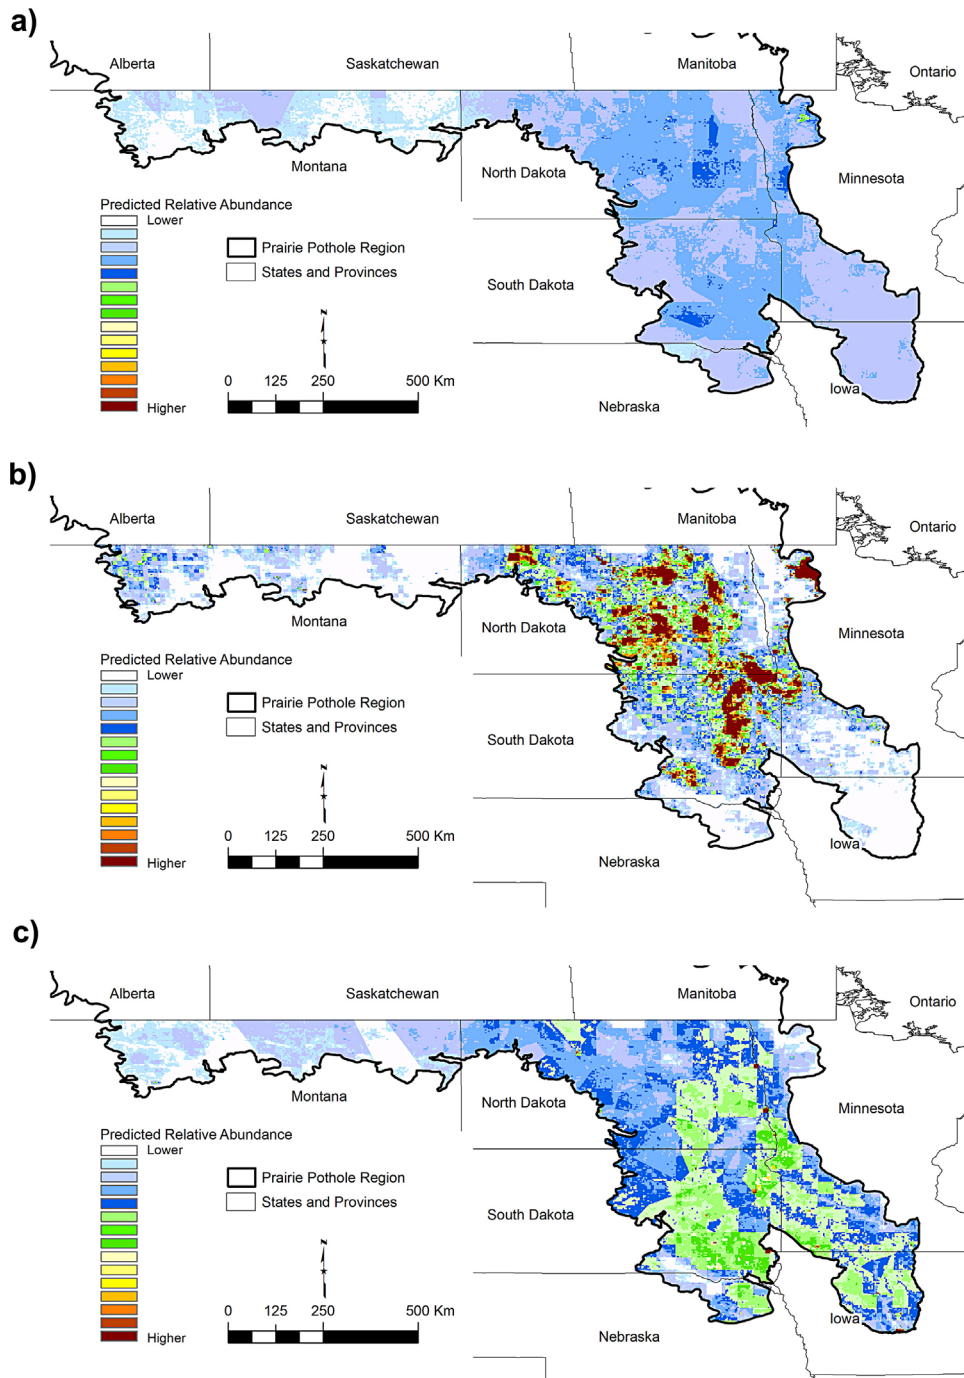 a)
Alberta
Saskatchewan
Manitoba
Ontario
Montana
North Dakota
Minnesota
Predicted Relative Abundance
Lower
Prairie Pothole Region
States and Provinces
South Dakota
N
0 125 250 500 Km
Higher
Iowa
Nebraska
b)
Alberta
Saskatchewan
Manitoba
Ontario
Montana
North Dakota
Minnesota
Predicted Relative Abundance
Lower
Prairie Pothole Region
States and Provinces
South Dakota
N
0 125 250 500 Km
Higher
Iowa
Nebraska
c)
Alberta
Saskatchewan
Manitoba
Ontario
Montana
North Dakota
Minnesota
Predicted Relative Abundance
Lower
Prairie Pothole Region
States and Provinces
South Dakota
N
0 125 250 500 Km
Higher
Iowa
Nebraska